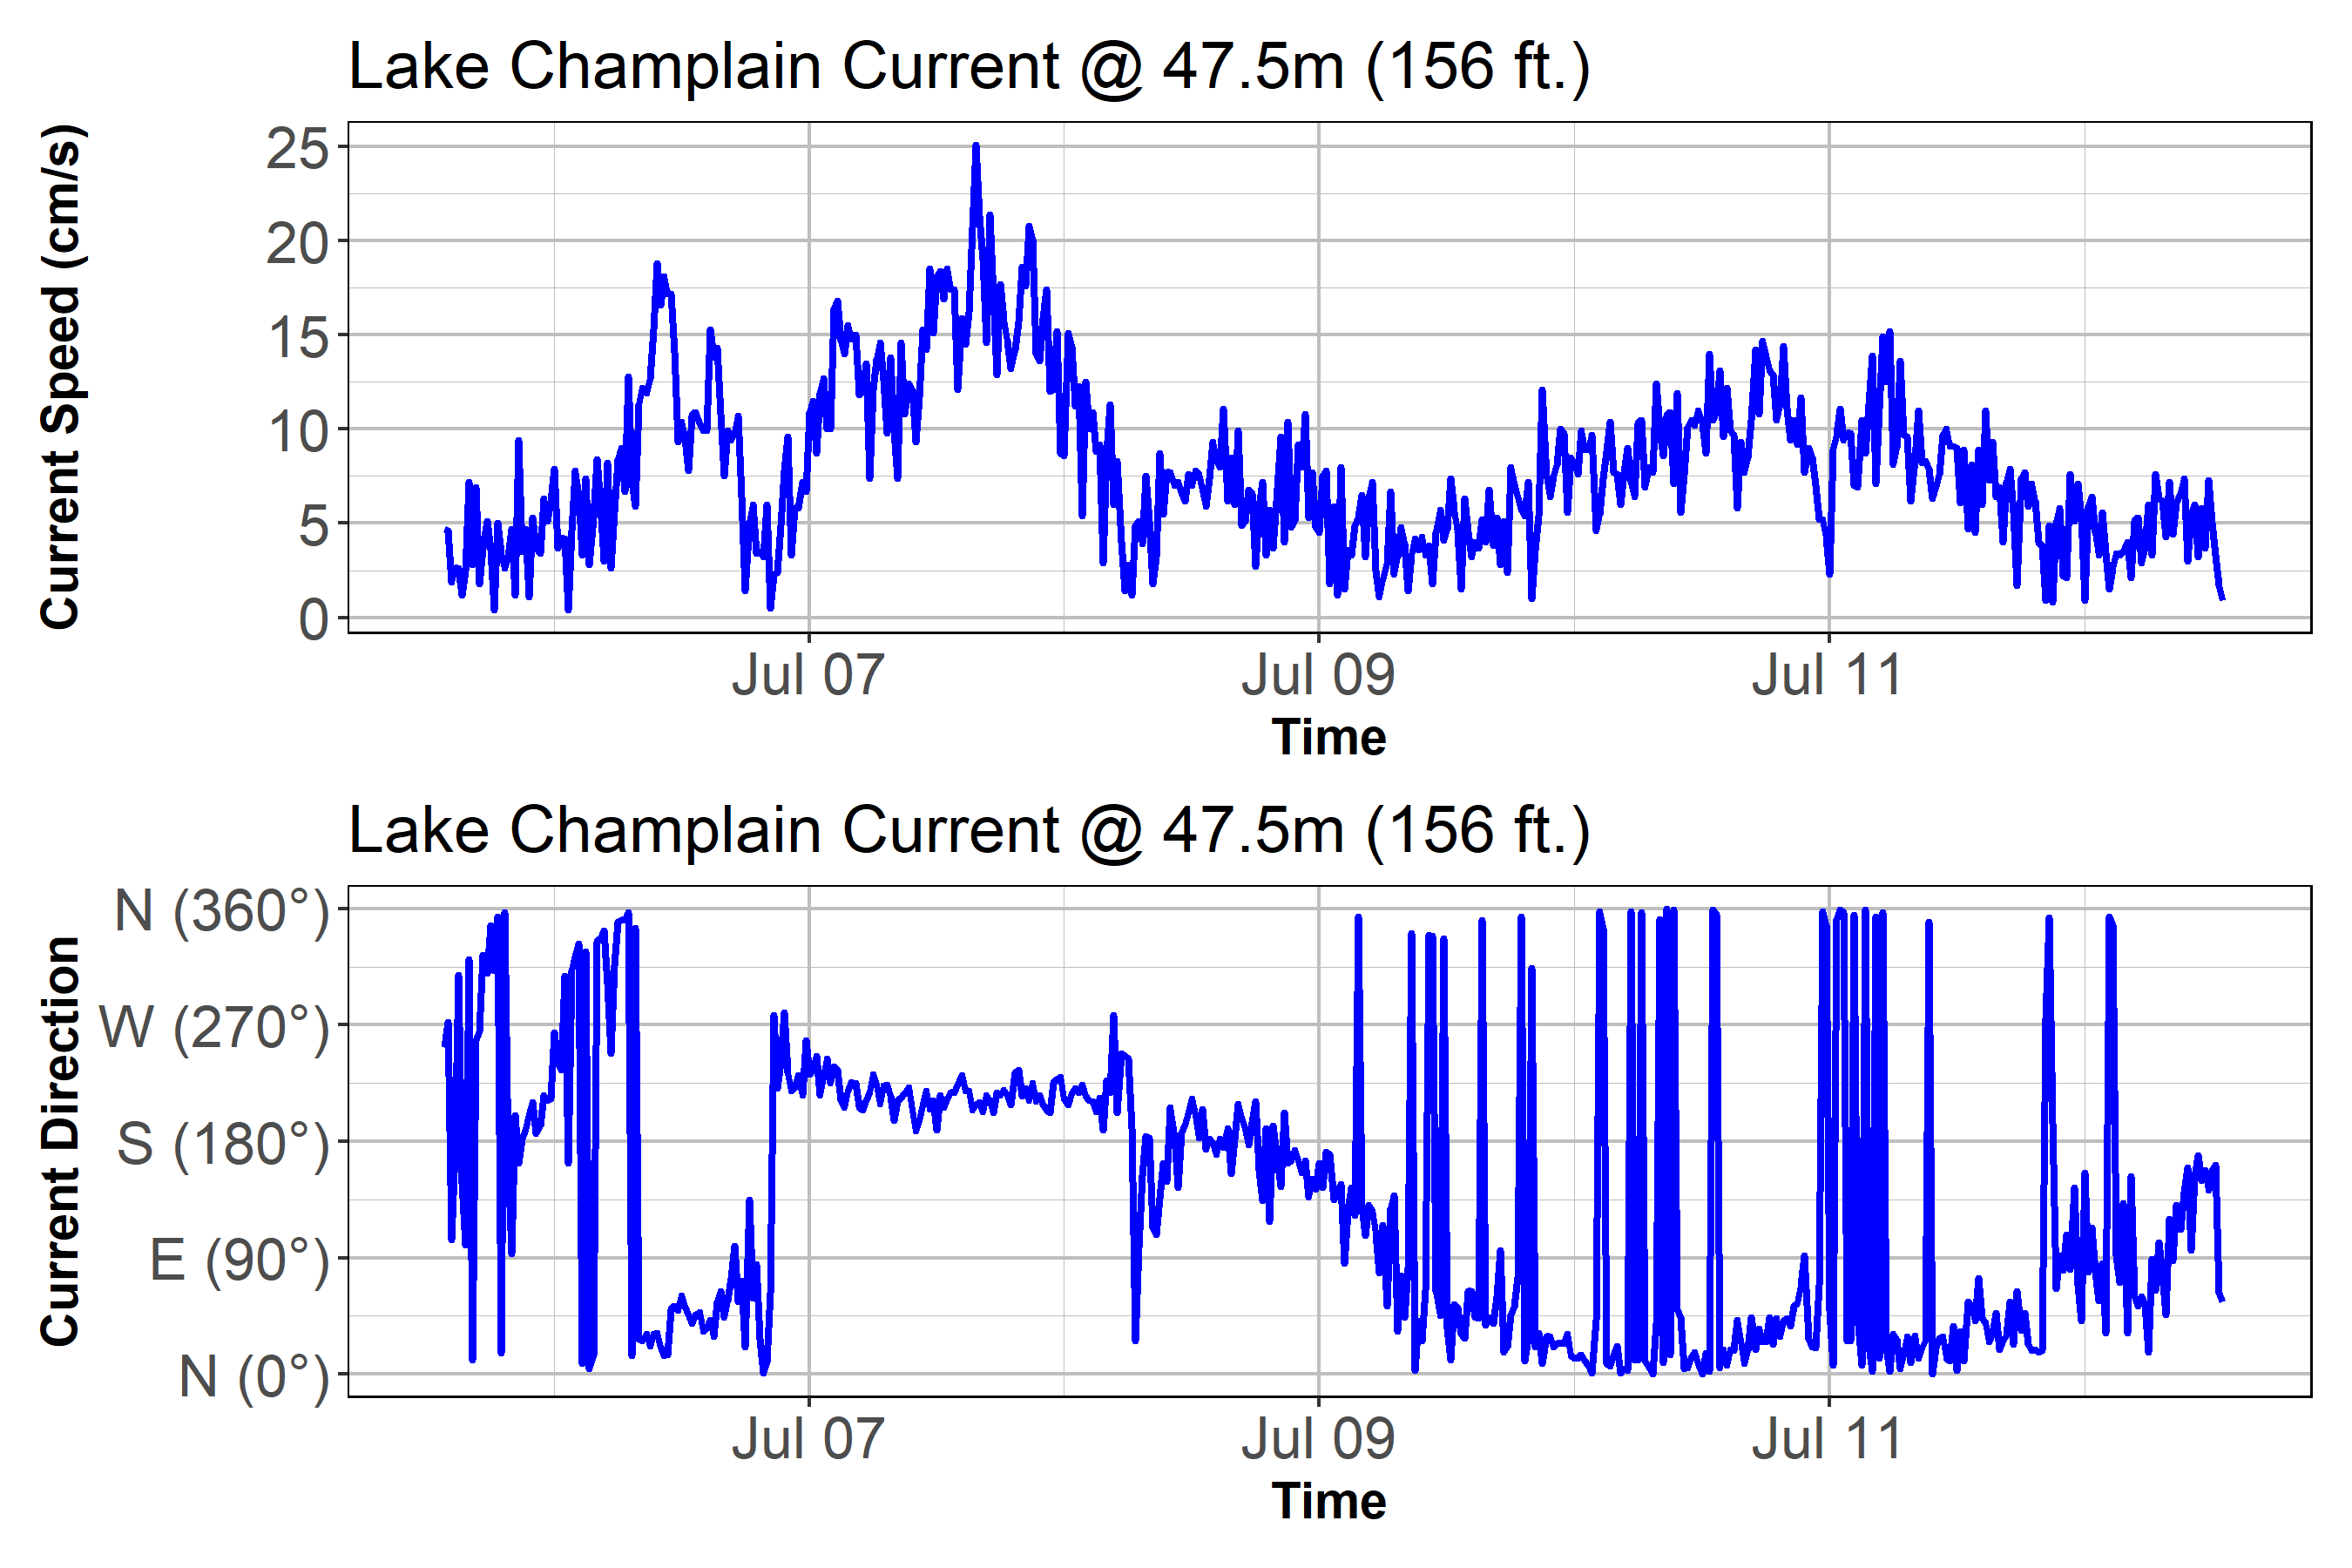 Lake Champlain Current @ 47.5m (156 ft.)
Current Speed (cm/s)
25
20
15
10
5
0
Jul 07 Jul 09 Jul 11
Time
Lake Champlain Current @ 47.5m (156 ft.)
Current Direction
N (360°)
W (270°)
S (180°)
E (90°)
N (0°)
Jul 07 Jul 09 Jul 11
Time